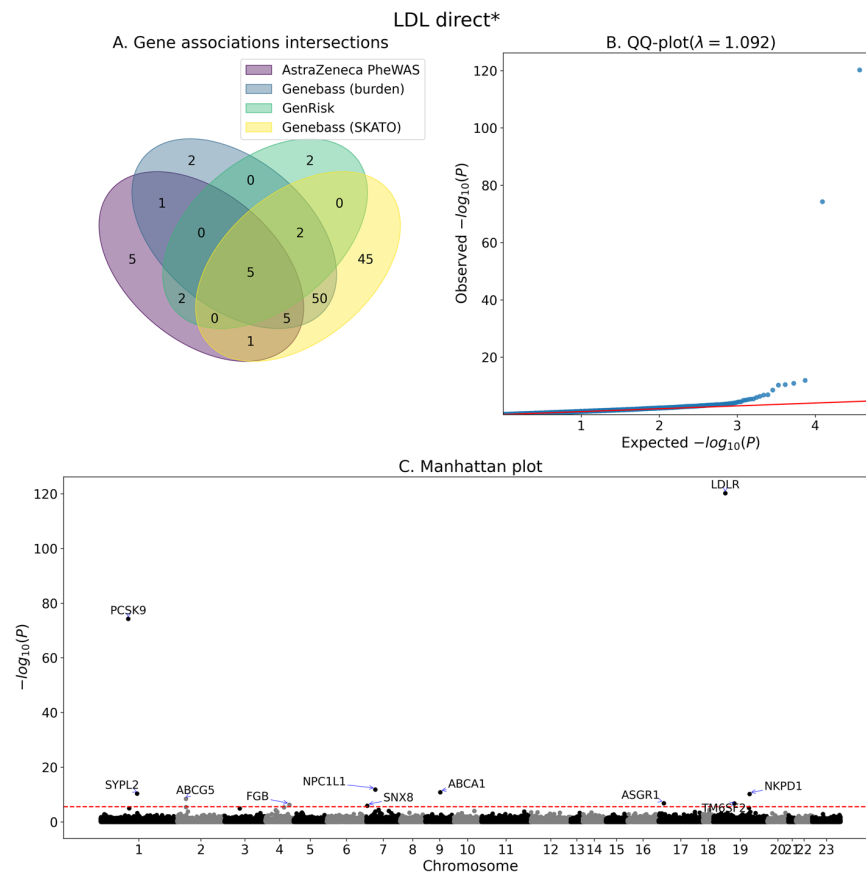 LDL direct*
A. Gene associations intersections
AstraZeneca PheWAS
Genebass (burden)
GenRisk
Genebass (SKATO)
2
2
0
1
0
0
2
5
45
5
2
50
0
5
1
B. QQ-plot(λ = 1.092)
Observed −log₁₀(P)
120
100
80
60
40
20
1 2 3 4
Expected −log₁₀(P)
C. Manhattan plot
−log₁₀(P)
120
100
80
60
40
20
0
LDLR
PCSK9
SYPL2
ABCG5
FGB
NPC1L1
SNX8
ABCA1
ASGR1
TM6SF2
NKPD1
1 2 3 4 5 6 7 8 9 10 11 12 13 14 15 16 17 18 19 20 21 22 23
Chromosome